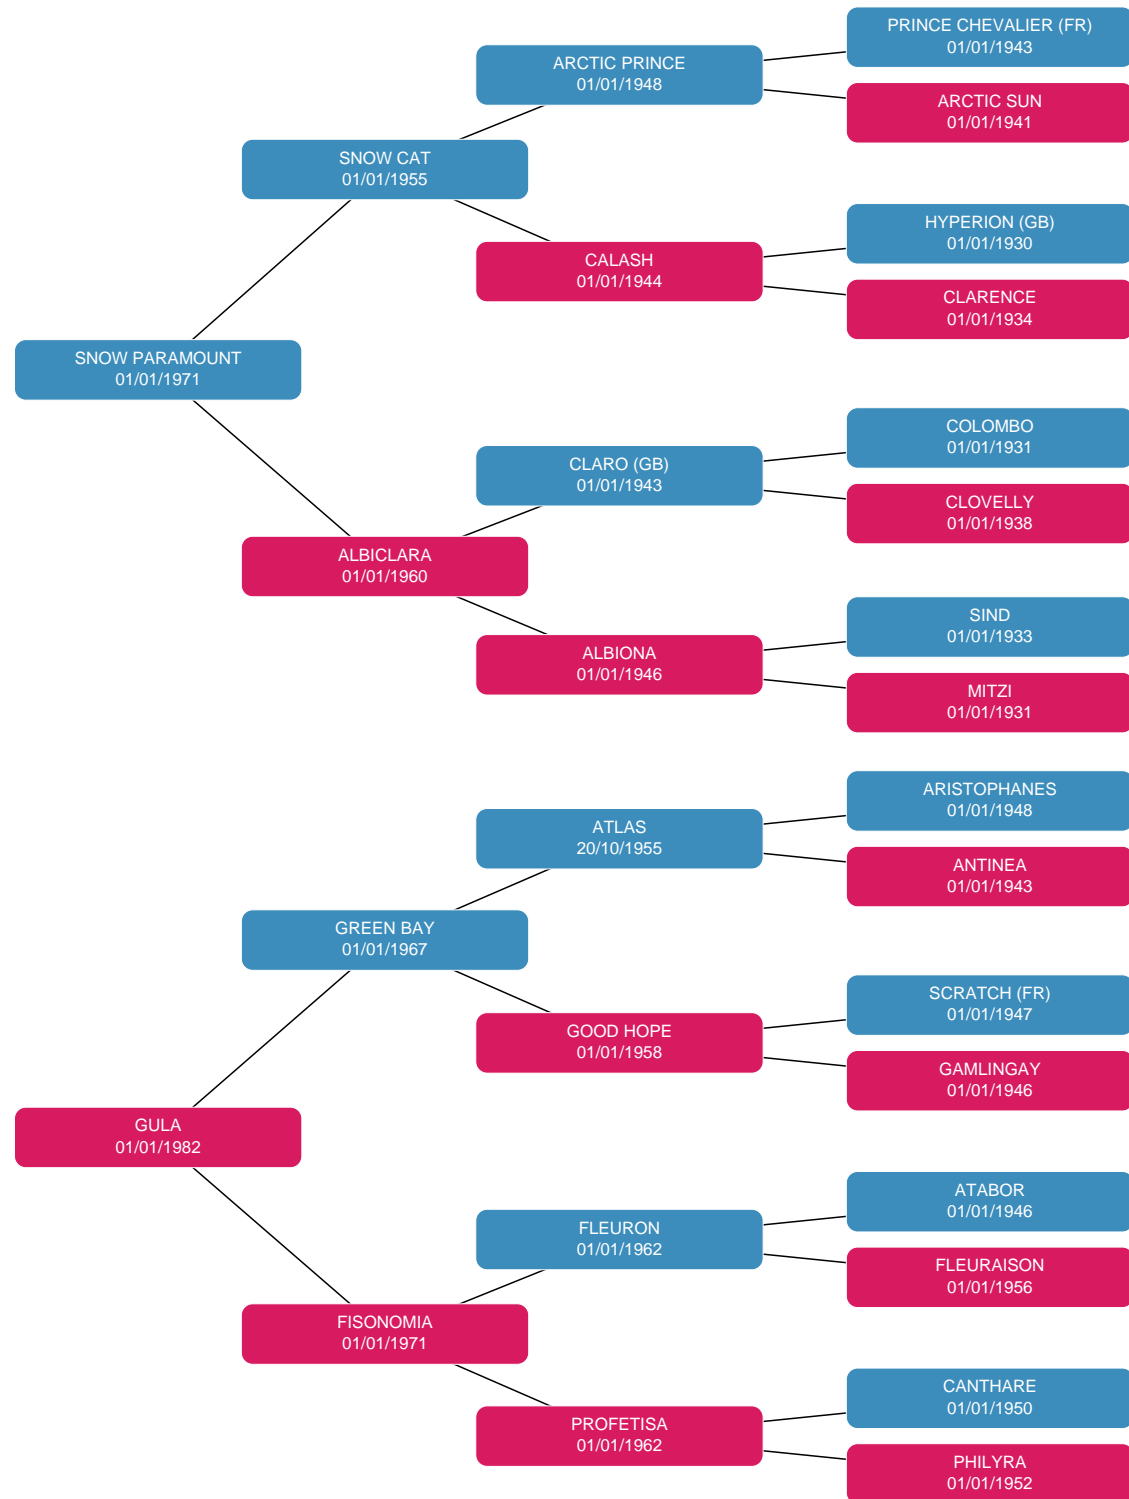 PRINCE CHEVALIER (FR)
01/01/1943
ARCTIC PRINCE
01/01/1948
ARCTIC SUN
01/01/1941
SNOW CAT
01/01/1955
HYPERION (GB)
01/01/1930
CALASH
01/01/1944
CLARENCE
01/01/1934
SNOW PARAMOUNT
01/01/1971
COLOMBO
01/01/1931
CLARO (GB)
01/01/1943
CLOVELLY
01/01/1938
ALBICLARA
01/01/1960
SIND
01/01/1933
ALBIONA
01/01/1946
MITZI
01/01/1931
ARISTOPHANES
01/01/1948
ATLAS
20/10/1955
ANTINEA
01/01/1943
GREEN BAY
01/01/1967
SCRATCH (FR)
01/01/1947
GOOD HOPE
01/01/1958
GAMLINGAY
01/01/1946
GULA
01/01/1982
ATABOR
01/01/1946
FLEURON
01/01/1962
FLEURAISON
01/01/1956
FISONOMIA
01/01/1971
CANTHARE
01/01/1950
PROFETISA
01/01/1962
PHILYRA
01/01/1952